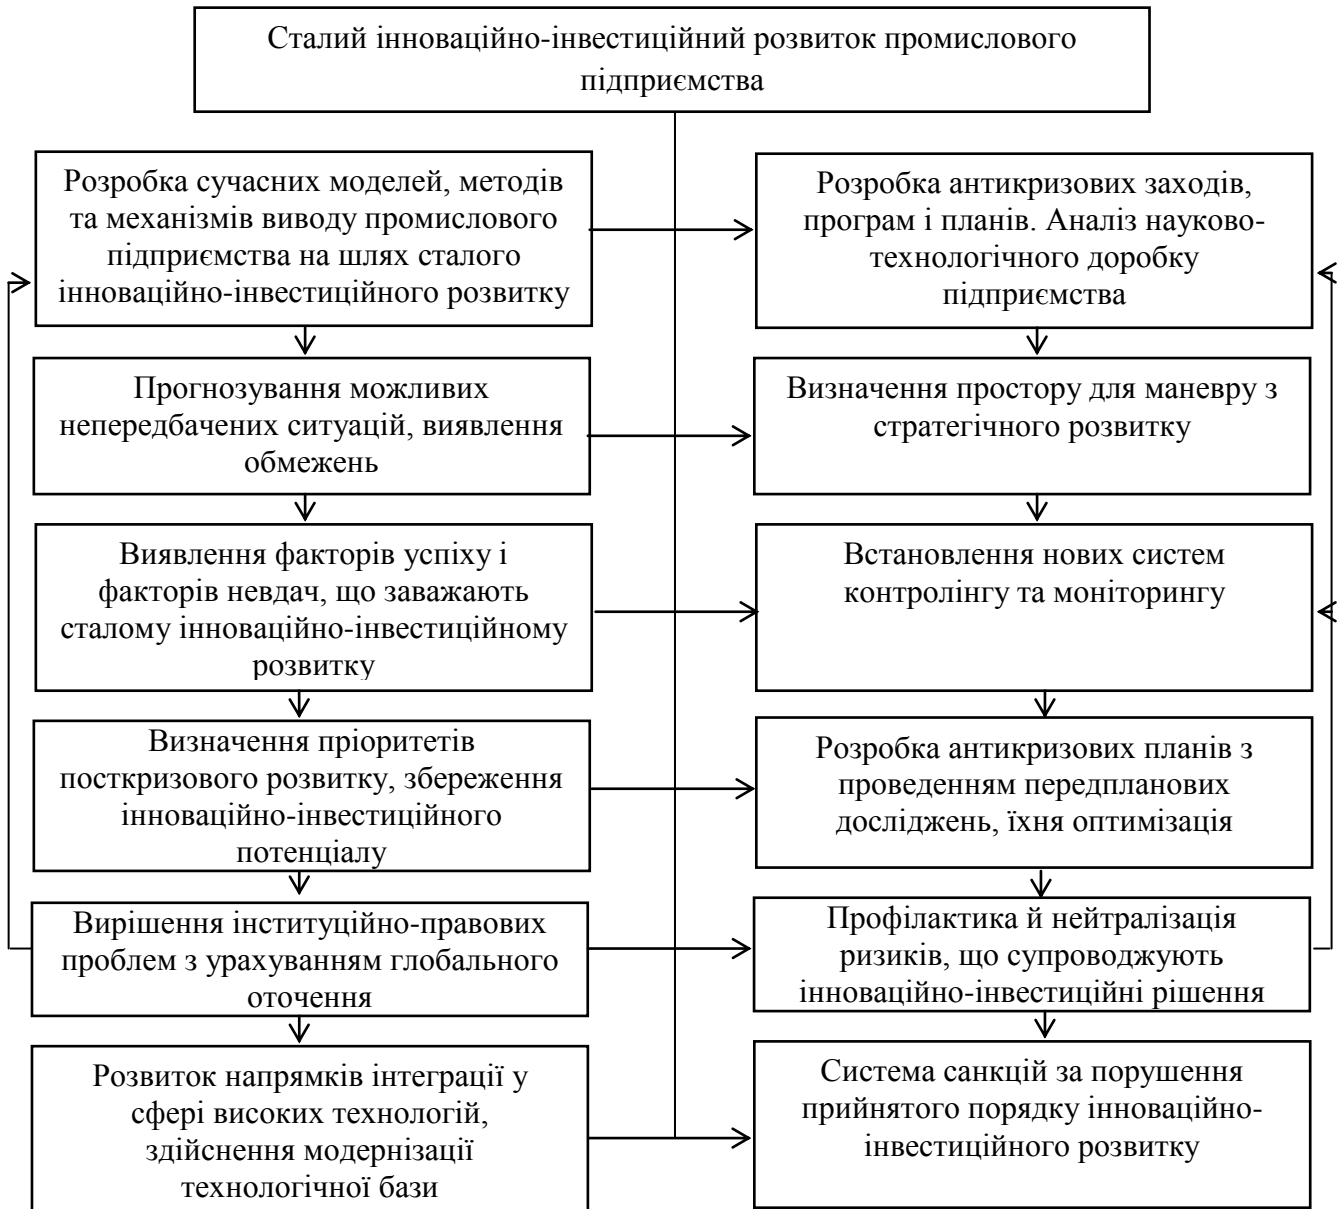 Сталий інноваційно-інвестиційний розвиток промислового
підприємства
Розробка сучасних моделей, методів
та механізмів виводу промислового
підприємства на шлях сталого
інноваційно-інвестиційного розвитку
Розробка антикризових заходів,
програм і планів. Аналіз науково-
технологічного доробку
підприємства
Прогнозування можливих
непередбачених ситуацій, виявлення
обмежень
Визначення простору для маневру з
стратегічного розвитку
Виявлення факторів успіху і
факторів невдач, що заважають
сталому інноваційно-інвестиційному
розвитку
Встановлення нових систем
контролінгу та моніторингу
Визначення пріоритетів
посткризового розвитку, збереження
інноваційно-інвестиційного
потенціалу
Розробка антикризових планів з
проведенням передпланових
досліджень, їхня оптимізація
Вирішення інституційно-правових
проблем з урахуванням глобального
оточення
Профілактика й нейтралізація
ризиків, що супроводжують
інноваційно-інвестиційні рішення
Розвиток напрямків інтеграції у
сфері високих технологій,
здійснення модернізації
технологічної бази
Система санкцій за порушення
прийнятого порядку інноваційно-
інвестиційного розвитку